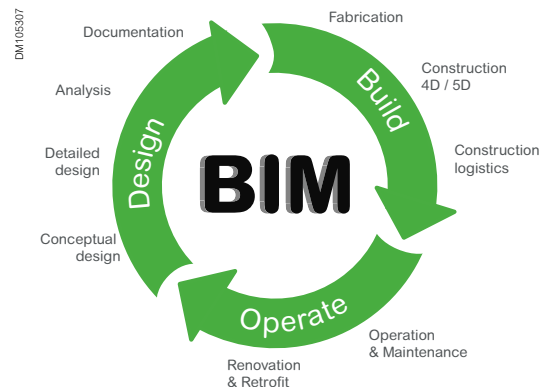 DM105307
Documentation
Analysis
Detailed
design
Conceptual
design
Design
Fabrication
Construction
4D / 5D
Construction
logistics
Build
BIM
Operate
Operation
& Maintenance
Renovation
& Retrofit